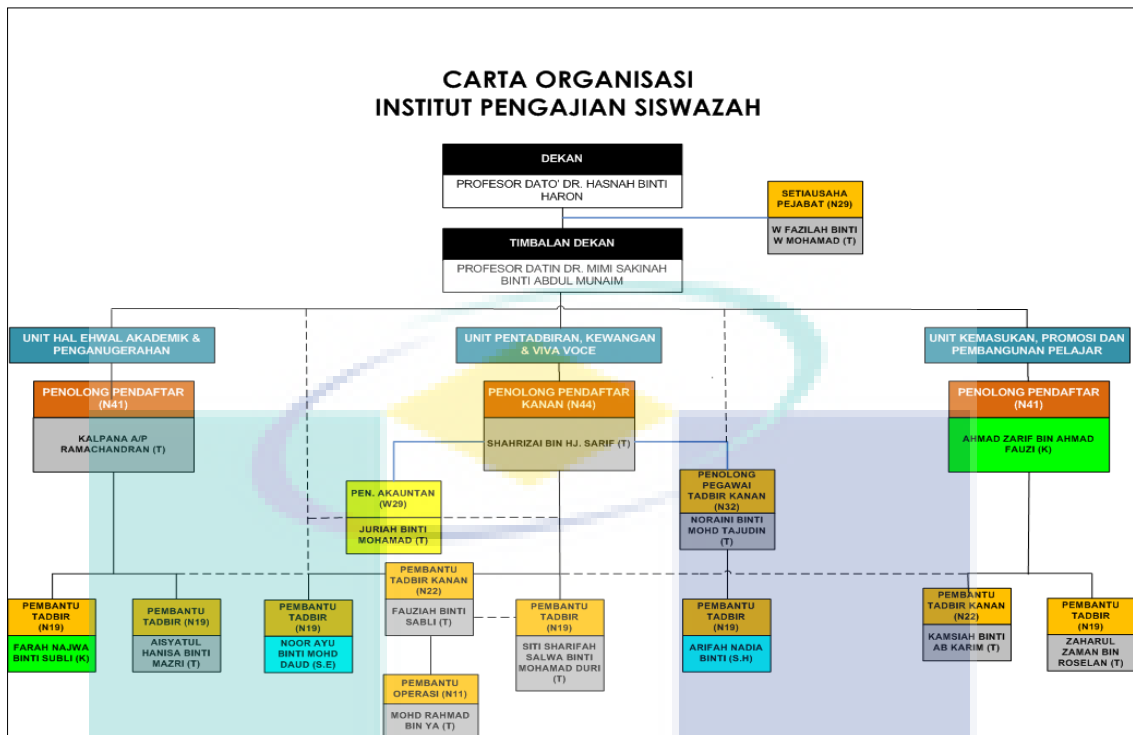 CARTA ORGANISASI
INSTITUT PENGAJIAN SISWAZAH
DEKAN
PROFESOR DATO' DR. HASNAH BINTI
HARON
SETIAUSAHA
PEJABAT (N29)
W FAZILAH BINTI
W MOHAMAD (T)
TIMBALAN DEKAN
PROFESOR DATIN DR. MIMI SAKINAH
BINTI ABDUL MUNAIM
UNIT HAL EHWAL AKADEMIK &
PENGANUGERAHAN
UNIT PENTADBIRAN, KEWANGAN
& VIVA VOCE
UNIT KEMASUKAN, PROMOSI DAN
PEMBANGUNAN PELAJAR
PENOLONG PENDAFTAR
(N41)
KALPANA A/P
RAMACHANDRAN (T)
PENOLONG PENDAFTAR
KANAN (N44)
SHAHRIZAI BIN HJ. SARIF (T)
PENOLONG PENDAFTAR
(N41)
AHMAD ZARIF BIN AHMAD
FAUZI (K)
PEN. AKAUNTAN
(W29)
JURIAH BINTI
MOHAMAD (T)
PENOLONG
PEGAWAI
TADBIR KANAN
(N32)
NORAINI BINTI
MOHD TAJUDIN
(T)
PEMBANTU
TADBIR
(N19)
FARAH NAJWA
BINTI SUBLI (K)
PEMBANTU
TADBIR (N19)
AISYATUL
HANISA BINTI
MAZRI (T)
PEMBANTU
TADBIR
(N19)
NOOR AYU
BINTI MOHD
DAUD (S.E)
PEMBANTU
TADBIR KANAN
(N22)
FAUZIAH BINTI
SABLI (T)
PEMBANTU
OPERASI (N11)
MOHD RAHMAD
BIN YA (T)
PEMBANTU
TADBIR
(N19)
SITI SHARIFAH
SALWA BINTI
MOHAMAD DURI
(T)
PEMBANTU
TADBIR
(N19)
ARIFAH NADIA
BINTI (S.H)
PEMBANTU
TADBIR KANAN
(N22)
KAMSIAH BINTI
AB KARIM (T)
PEMBANTU
TADBIR
(N19)
ZAHARUL
ZAMAN BIN
ROSELAN (T)